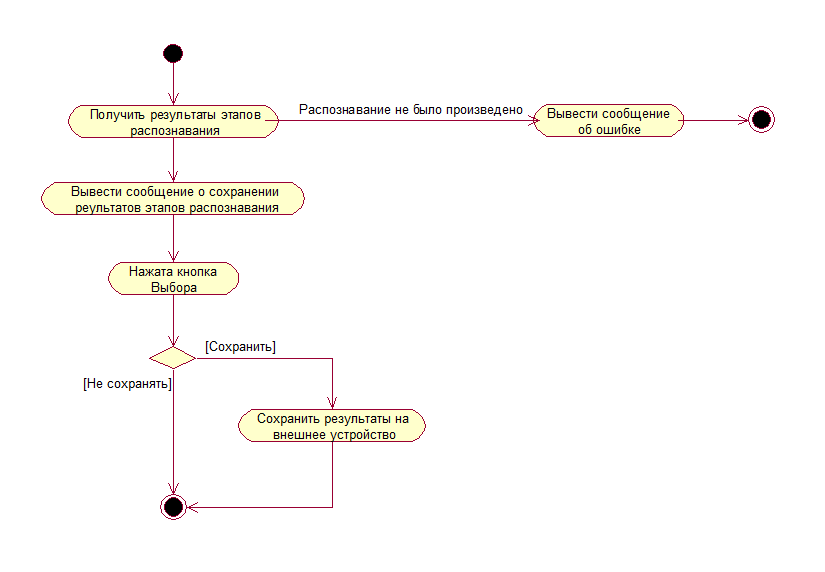 Получить результаты этапов
распознавания
Распознавание не было произведено
Вывести сообщение
об ошибке
Вывести сообщение о сохранении
реультатов этапов распознавания
Нажата кнопка
Выбора
[Сохранить]
[Не сохранять]
Сохранить результаты на
внешнее устройство